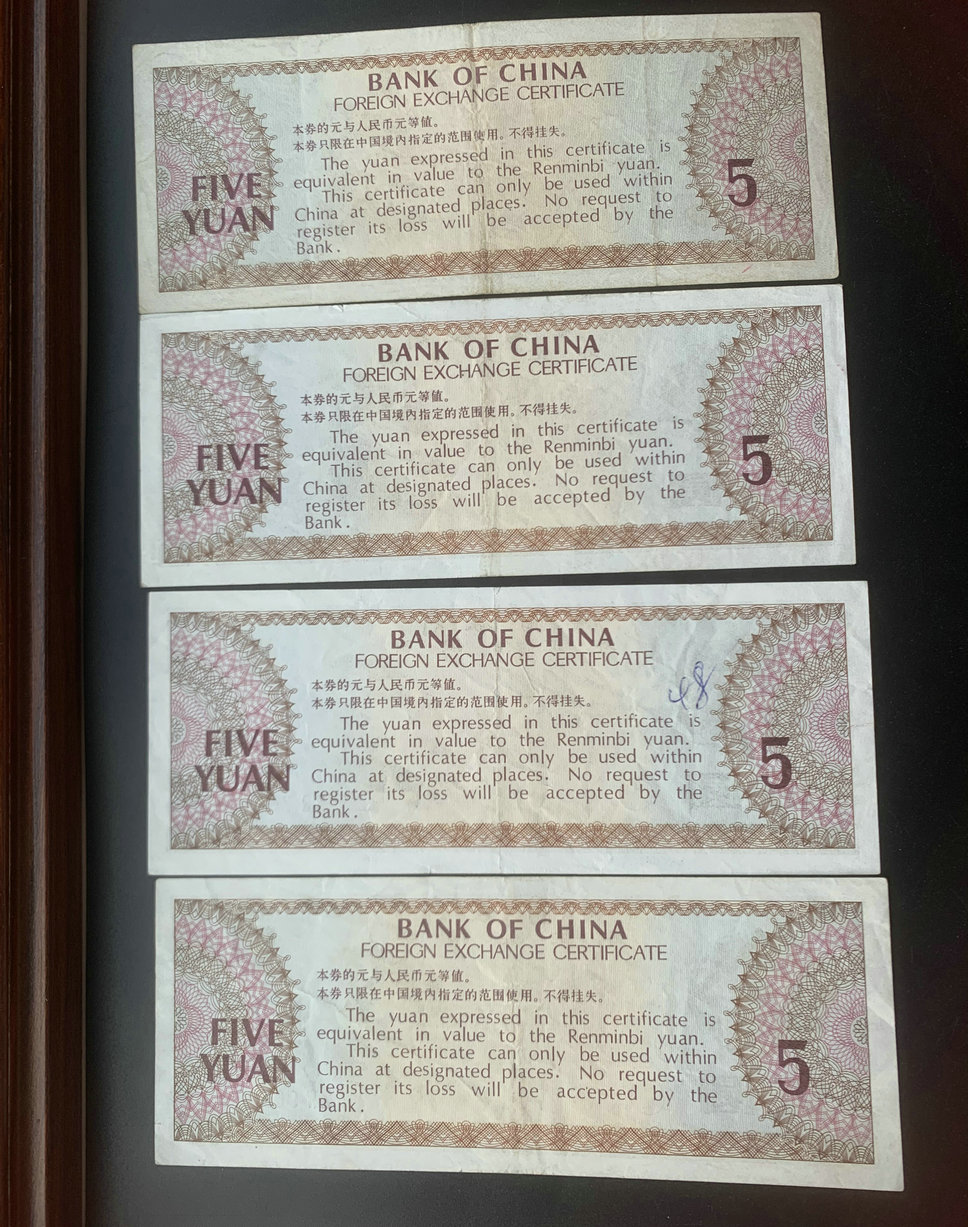 BANK OF CHINA
FOREIGN EXCHANGE CERTIFICATE
本券的元与人民币元等値。
本券只限在中国境内指定的范围使用。不得挂失。
The yuan expressed in this certificate is
equivalent in value to the Renminbi yuan.
This certificate can only be used within
China at designated places. No request to
register its loss will be accepted by the
Bank.
FIVE
YUAN
5
BANK OF CHINA
FOREIGN EXCHANGE CERTIFICATE
本券的元与人民币元等値。
本券只限在中国境内指定的范围使用。不得挂失。
The yuan expressed in this certificate is
equivalent in value to the Renminbi yuan.
This certificate can only be used within
China at designated places. No request to
register its loss will be accepted by the
Bank.
FIVE
YUAN
5
BANK OF CHINA
FOREIGN EXCHANGE CERTIFICATE
48
本券的元与人民币元等値。
本券只限在中国境内指定的范围使用。不得挂失。
The yuan expressed in this certificate is
equivalent in value to the Renminbi yuan.
This certificate can only be used within
China at designated places. No request to
register its loss will be accepted by the
Bank.
FIVE
YUAN
5
BANK OF CHINA
FOREIGN EXCHANGE CERTIFICATE
本券的元与人民币元等値。
本券只限在中国境内指定的范围使用。不得挂失。
The yuan expressed in this certificate is
equivalent in value to the Renminbi yuan.
This certificate can only be used within
China at designated places. No request to
register its loss will be accepted by the
Bank.
FIVE
YUAN
5